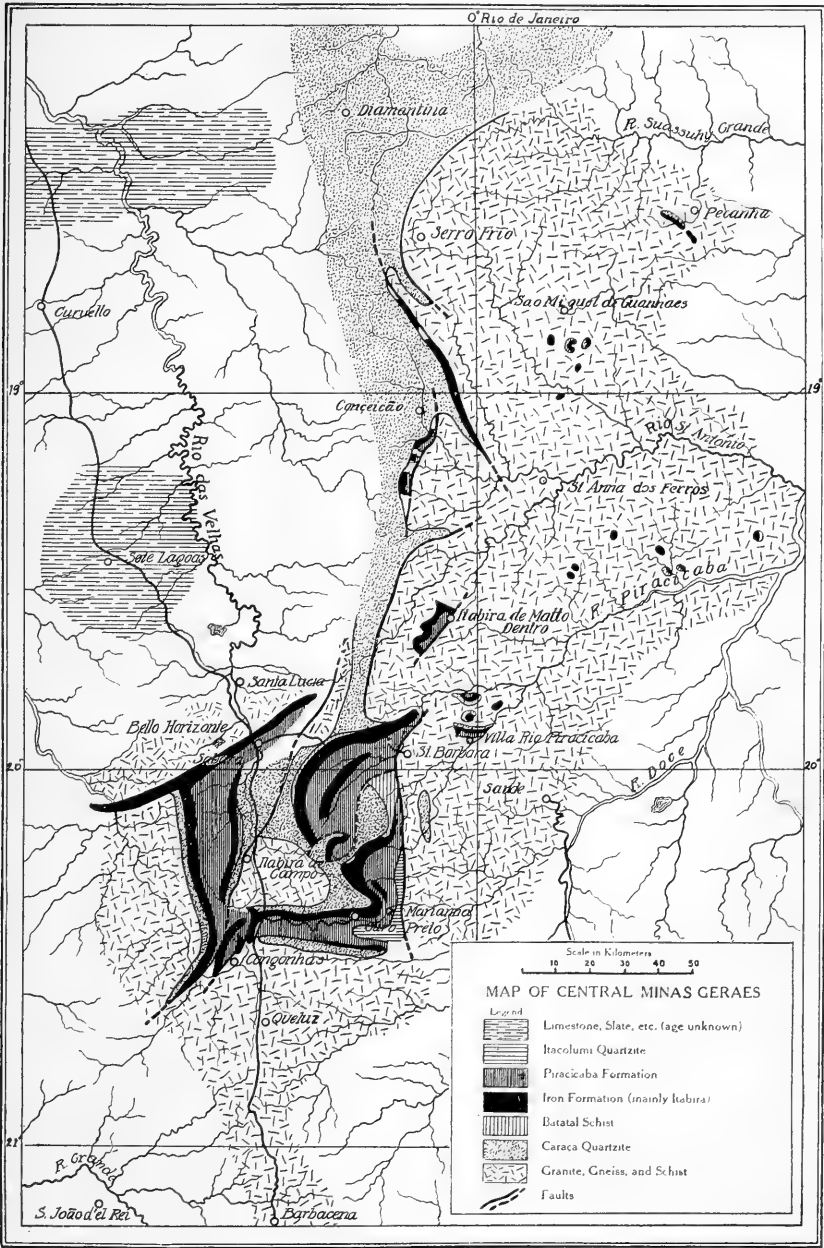 0° Rio de Janeiro
Diamantina
R. Suassuhy Grande
Peçanha
Serro Frio
Curvello
Sao Miguel de Guanhaes
19°
19°
Conçeicão
Rio St Antonio
Rio das Velhas
St Anna dos Ferros
Sete Lagoas
R. Piracicaba
Itabira de Matto
Dentro
Santa Lucia
Bello Horizonte
Villa Rio Piracicaba
St. Barbara
20°
20°
R. Doce
Itabira de
Campo
Marianna
Ouro Preto
Congonhas
Queluz
21°
R. Grande
S. João d'el Rei
Barbacena
Scale in Kilometers
10 20 30 40 50
MAP OF CENTRAL MINAS GERAES
Legend
Limestone, Slate, etc. (age unknown)
Itacolumi Quartzite
Piracicaba Formation
Iron Formation (mainly Itabira)
Batatal Schist
Caraça Quartzite
Granite, Gneiss, and Schist
Faults